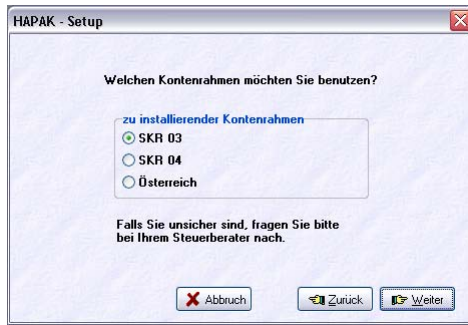 HAPAK - Setup
Welchen Kontenrahmen möchten Sie benutzen?
zu installierender Kontenrahmen
SKR 03
SKR 04
Österreich
Falls Sie unsicher sind, fragen Sie bitte
bei Ihrem Steuerberater nach.
Abbruch
Zurück
Weiter